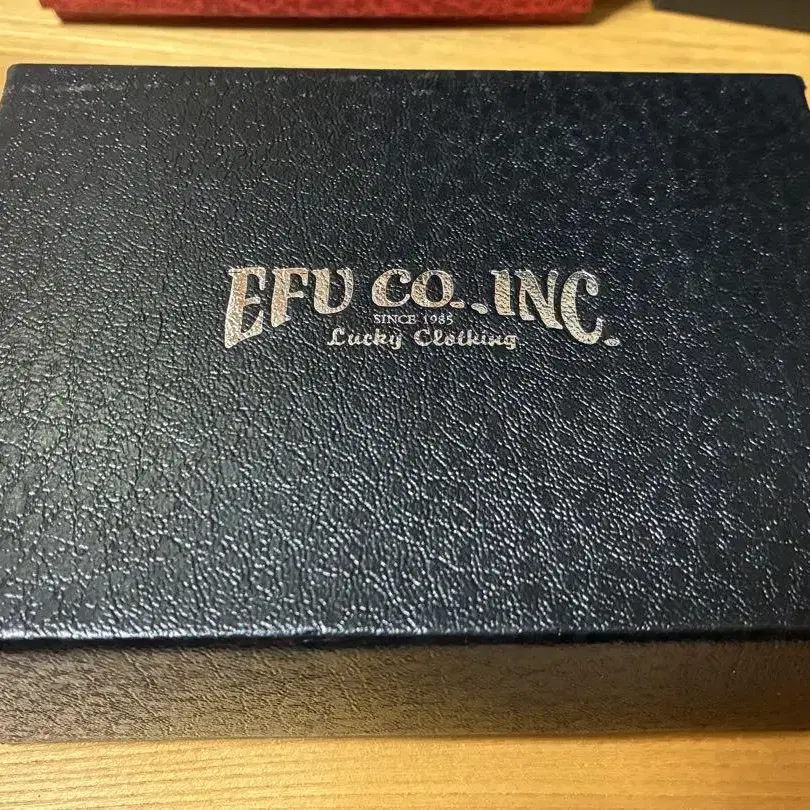 EFU CO.,INC.
SINCE 1985
Lucky Clothing